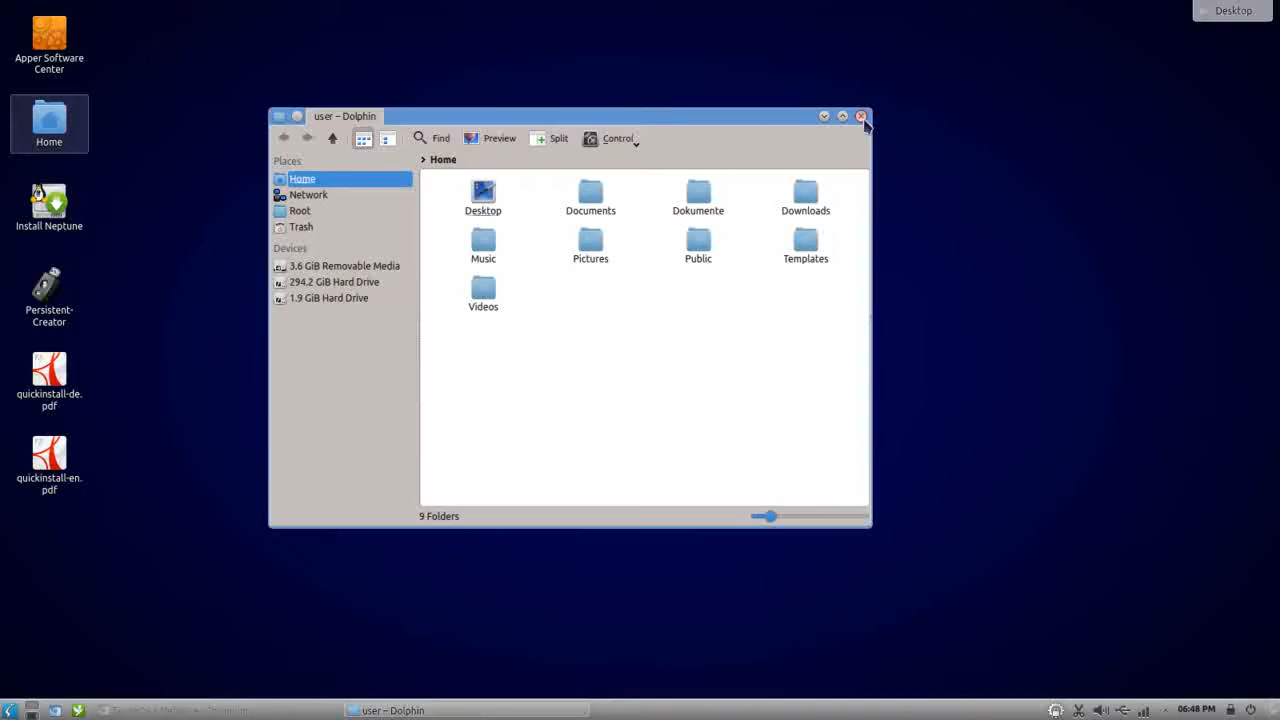 Desktop
Apper Software
Center
Home
Install Neptune
Persistent-
Creator
quickinstall-de.
pdf
quickinstall-en.
pdf
user – Dolphin
Find
Preview
Split
Control
Places
Home
Network
Root
Trash
Devices
3.6 GiB Removable Media
294.2 GiB Hard Drive
1.9 GiB Hard Drive
Home
Desktop
Documents
Dokumente
Downloads
Music
Pictures
Public
Templates
Videos
9 Folders
user – Dolphin
06:48 PM